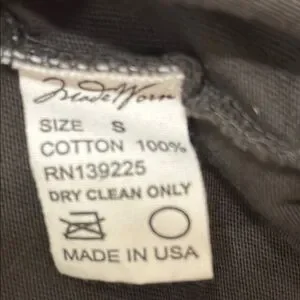 MadeWorn
SIZE S
COTTON 100%
RN139225
DRY CLEAN ONLY
MADE IN USA